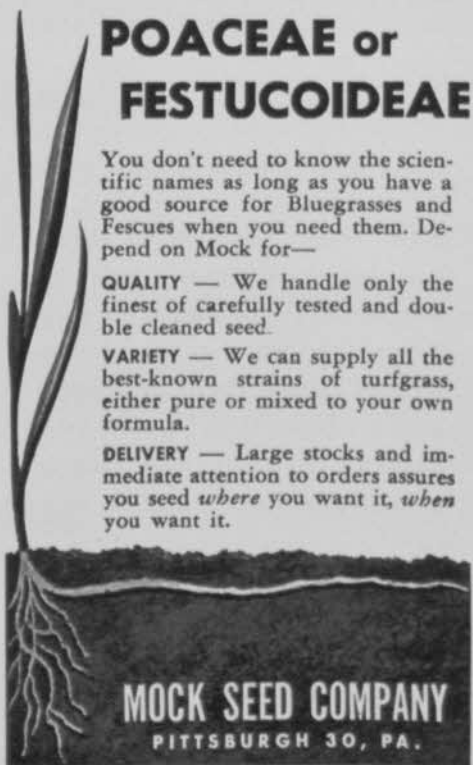 POACEAE or
FESTUCOIDEAE
You don't need to know the scien-
tific names as long as you have a
good source for Bluegrasses and
Fescues when you need them. De-
pend on Mock for—
QUALITY — We handle only the
finest of carefully tested and dou-
ble cleaned seed.
VARIETY — We can supply all the
best-known strains of turfgrass,
either pure or mixed to your own
formula.
DELIVERY — Large stocks and im-
mediate attention to orders assures
you seed where you want it, when
you want it.
MOCK SEED COMPANY
PITTSBURGH 30, PA.